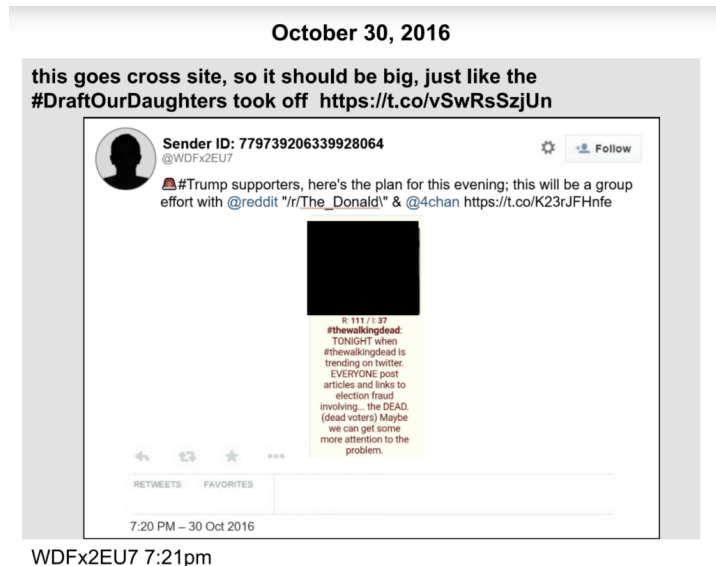 October 30, 2016
this goes cross site, so it should be big, just like the
#DraftOurDaughters took off https://t.co/vSwRsSzjUn
Sender ID: 779739206339928064
@WDFx2EU7
Follow
🚨#Trump supporters, here's the plan for this evening; this will be a group
effort with @reddit "/r/The_Donald\" & @4chan https://t.co/K23rJFHnfe
R: 111 / I: 37
#thewalkingdead:
TONIGHT when
#thewalkingdead is
trending on twitter.
EVERYONE post
articles and links to
election fraud
involving... the DEAD.
(dead voters) Maybe
we can get some
more attention to the
problem.
RETWEETS FAVORITES
7:20 PM – 30 Oct 2016
WDFx2EU7 7:21pm